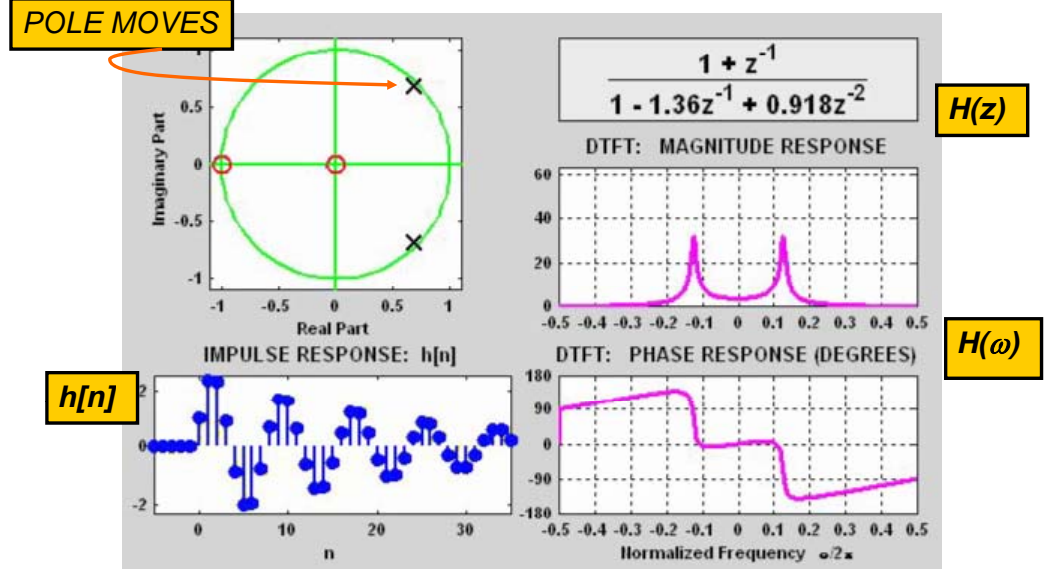 POLE MOVES
1
0.5
0
-0.5
-1
Imaginary Part
-1 -0.5 0 0.5 1
Real Part
1 + z^-1
1 - 1.36z^-1 + 0.918z^-2
H(z)
DTFT: MAGNITUDE RESPONSE
60
40
20
0
-0.5 -0.4 -0.3 -0.2 -0.1 0 0.1 0.2 0.3 0.4 0.5
H(ω)
IMPULSE RESPONSE: h[n]
h[n]
2
0
-2
0 10 20 30
n
DTFT: PHASE RESPONSE (DEGREES)
180
90
0
-90
-180
-0.5 -0.4 -0.3 -0.2 -0.1 0 0.1 0.2 0.3 0.4 0.5
Normalized Frequency ω/2π